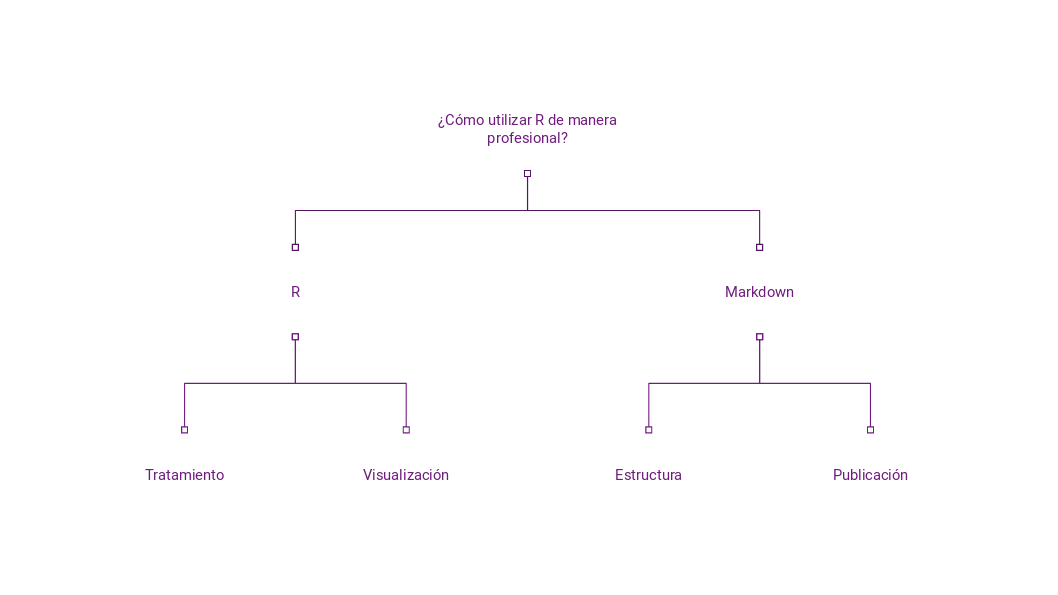 ¿Cómo utilizar R de manera
profesional?
R
Markdown
Tratamiento
Visualización
Estructura
Publicación